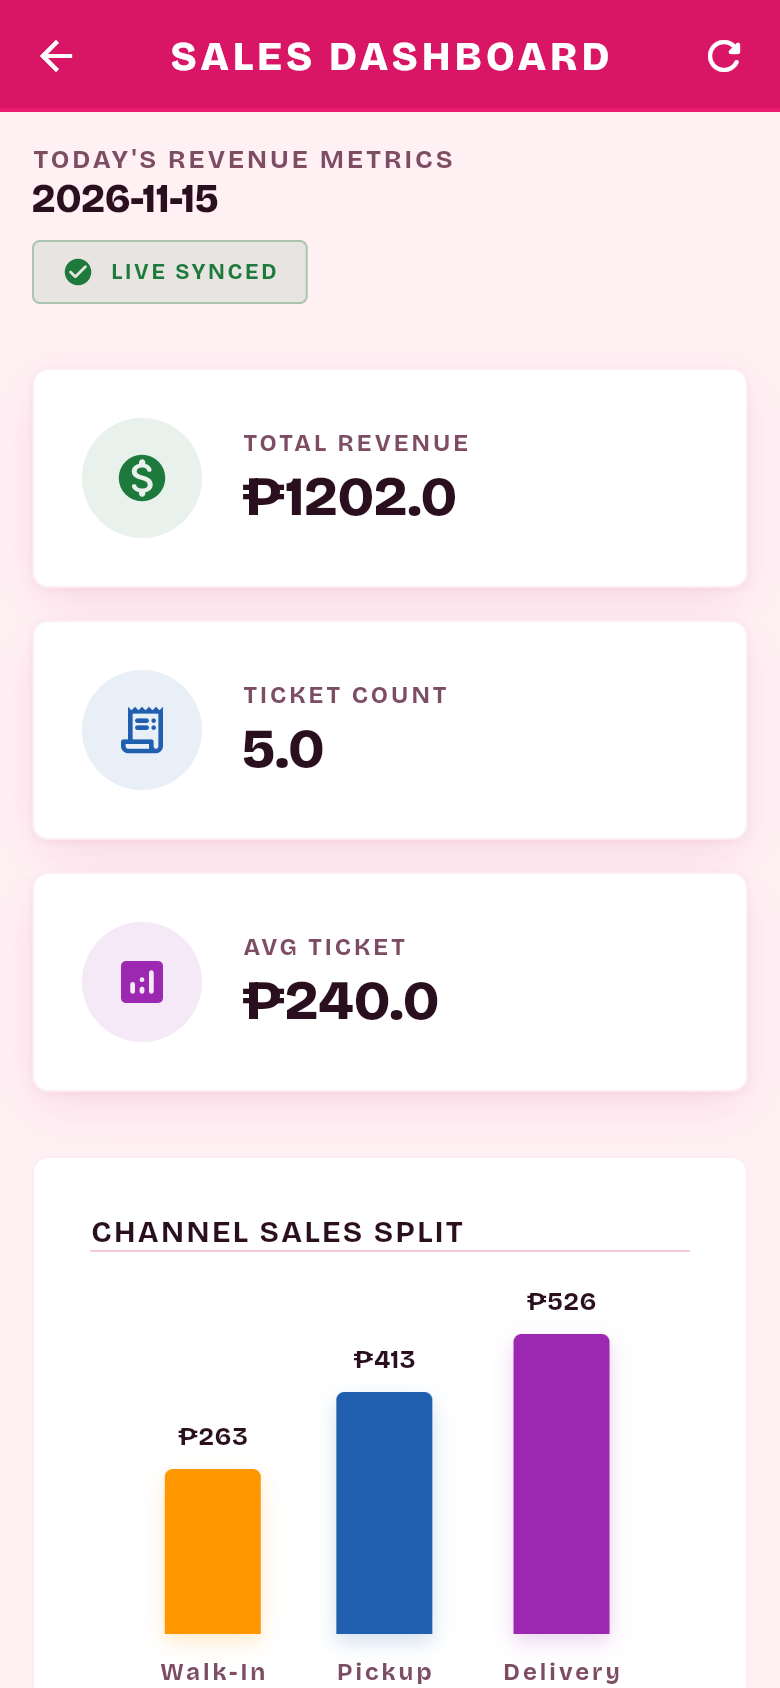 SALES DASHBOARD
TODAY'S REVENUE METRICS
2026-11-15
LIVE SYNCED
TOTAL REVENUE
₱1202.0
TICKET COUNT
5.0
AVG TICKET
₱240.0
CHANNEL SALES SPLIT
₱526
₱413
₱263
Walk-In Pickup Delivery